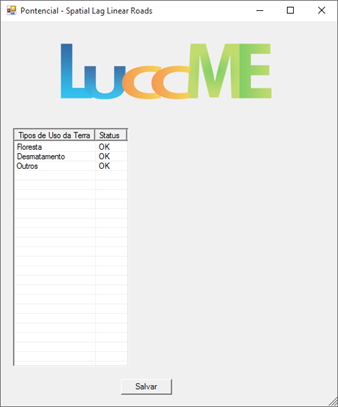 Pontencial - Spatial Lag Linear Roads
LuccME
Tipos de Uso da Terra Status
Floresta OK
Desmatamento OK
Outros OK
Salvar